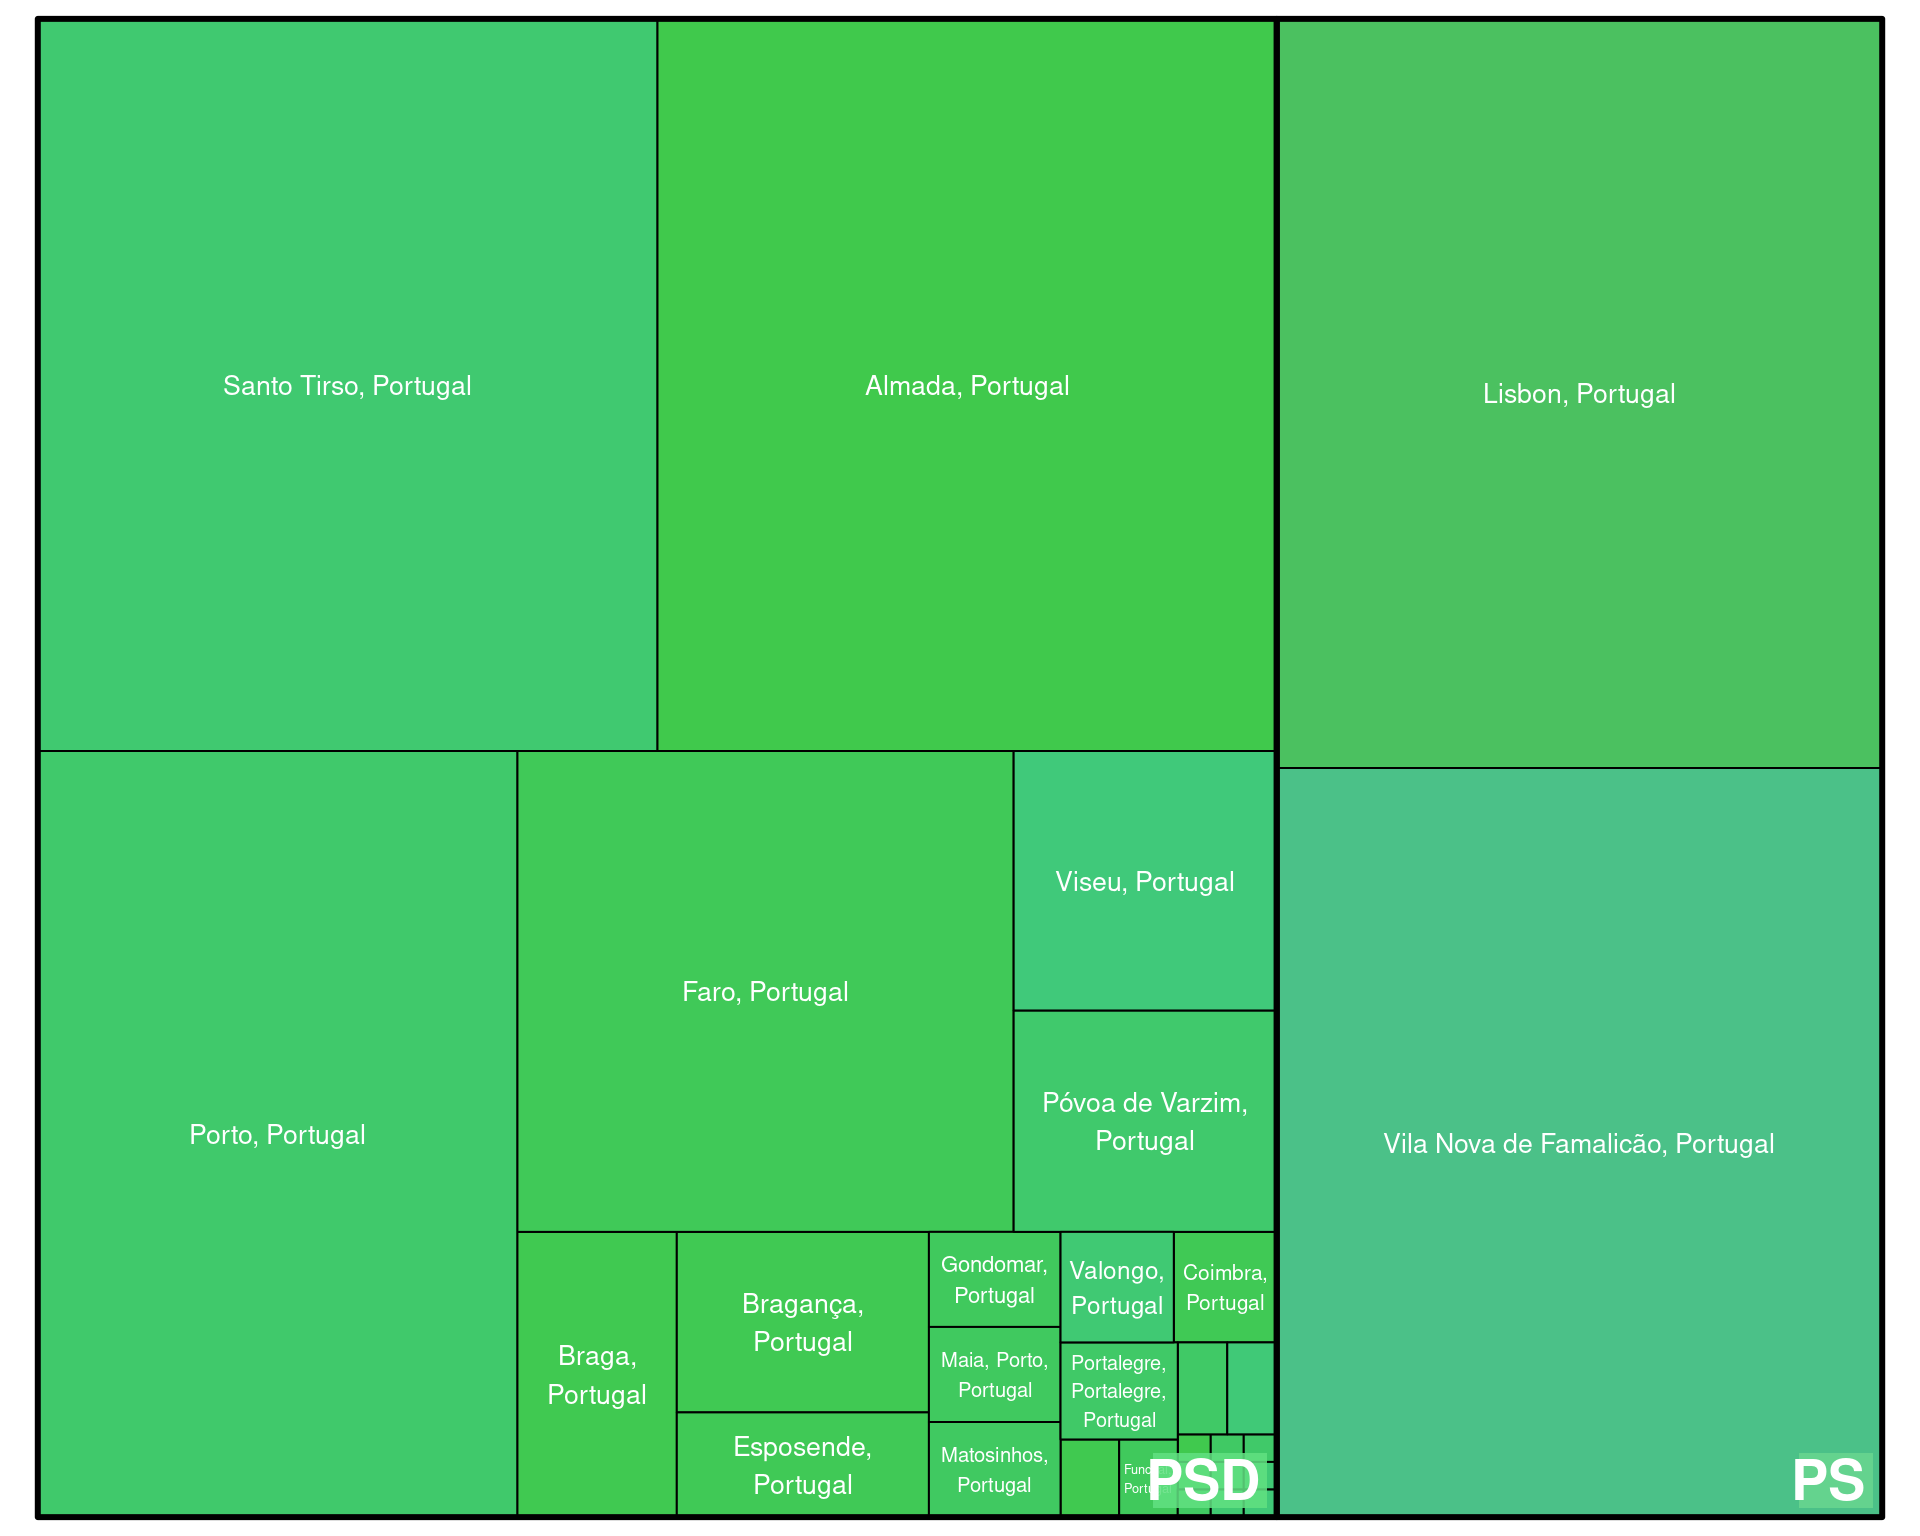 Santo Tirso, Portugal
Almada, Portugal
Lisbon, Portugal
Porto, Portugal
Faro, Portugal
Viseu, Portugal
Póvoa de Varzim,
Portugal
Vila Nova de Famalicão, Portugal
Braga,
Portugal
Bragança,
Portugal
Esposende,
Portugal
Gondomar,
Portugal
Maia, Porto,
Portugal
Matosinhos,
Portugal
Valongo,
Portugal
Coimbra,
Portugal
Portalegre,
Portalegre,
Portugal
PSD
PS